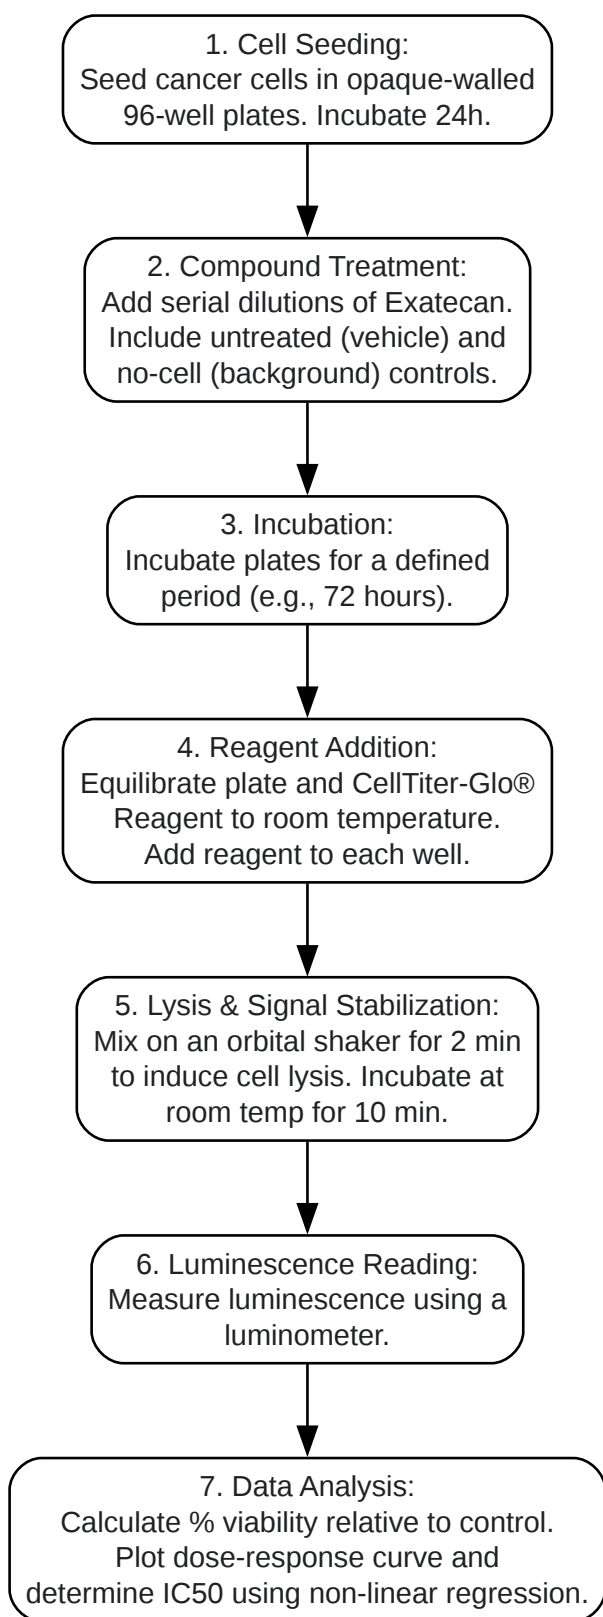 1. Cell Seeding:
Seed cancer cells in opaque-walled
96-well plates. Incubate 24h.
2. Compound Treatment:
Add serial dilutions of Exatecan.
Include untreated (vehicle) and
no-cell (background) controls.
3. Incubation:
Incubate plates for a defined
period (e.g., 72 hours).
4. Reagent Addition:
Equilibrate plate and CellTiter-Glo®
Reagent to room temperature.
Add reagent to each well.
5. Lysis & Signal Stabilization:
Mix on an orbital shaker for 2 min
to induce cell lysis. Incubate at
room temp for 10 min.
6. Luminescence Reading:
Measure luminescence using a
luminometer.
7. Data Analysis:
Calculate % viability relative to control.
Plot dose-response curve and
determine IC50 using non-linear regression.